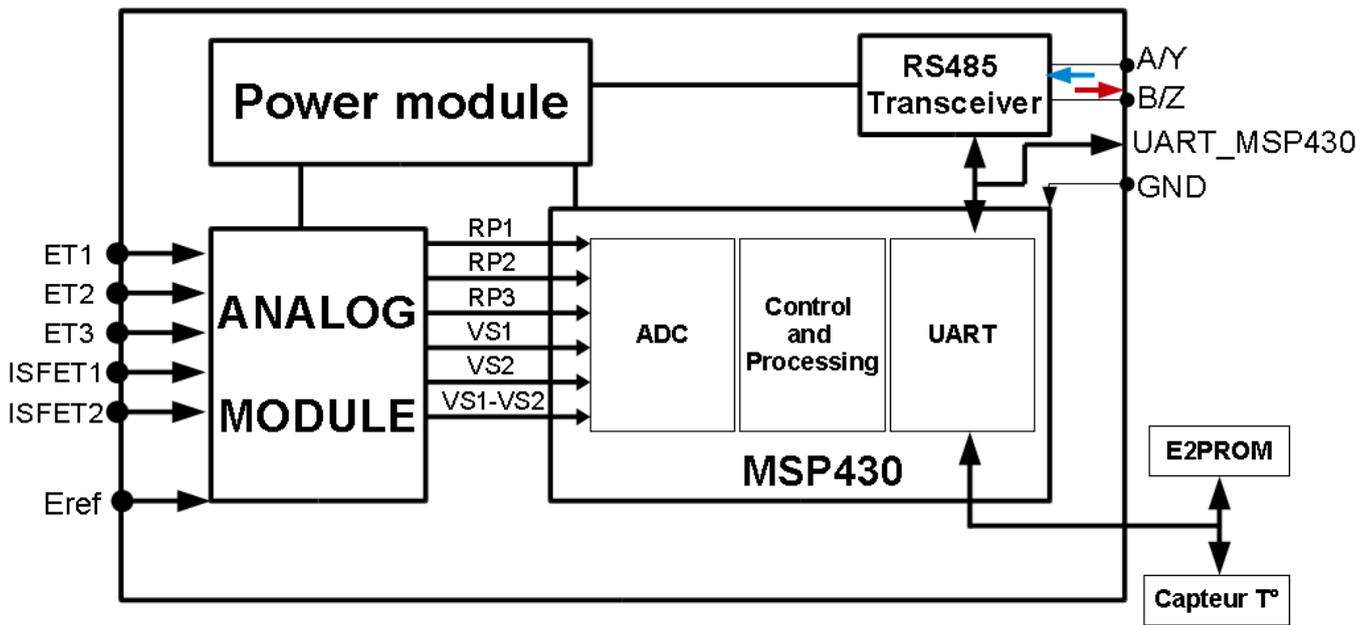 Power module
RS485
Transceiver
A/Y
B/Z
UART_MSP430
GND
ET1
ET2
ET3
ISFET1
ISFET2
Eref
ANALOG
MODULE
RP1
RP2
RP3
VS1
VS2
VS1-VS2
ADC
Control
and
Processing
UART
MSP430
E2PROM
Capteur T°